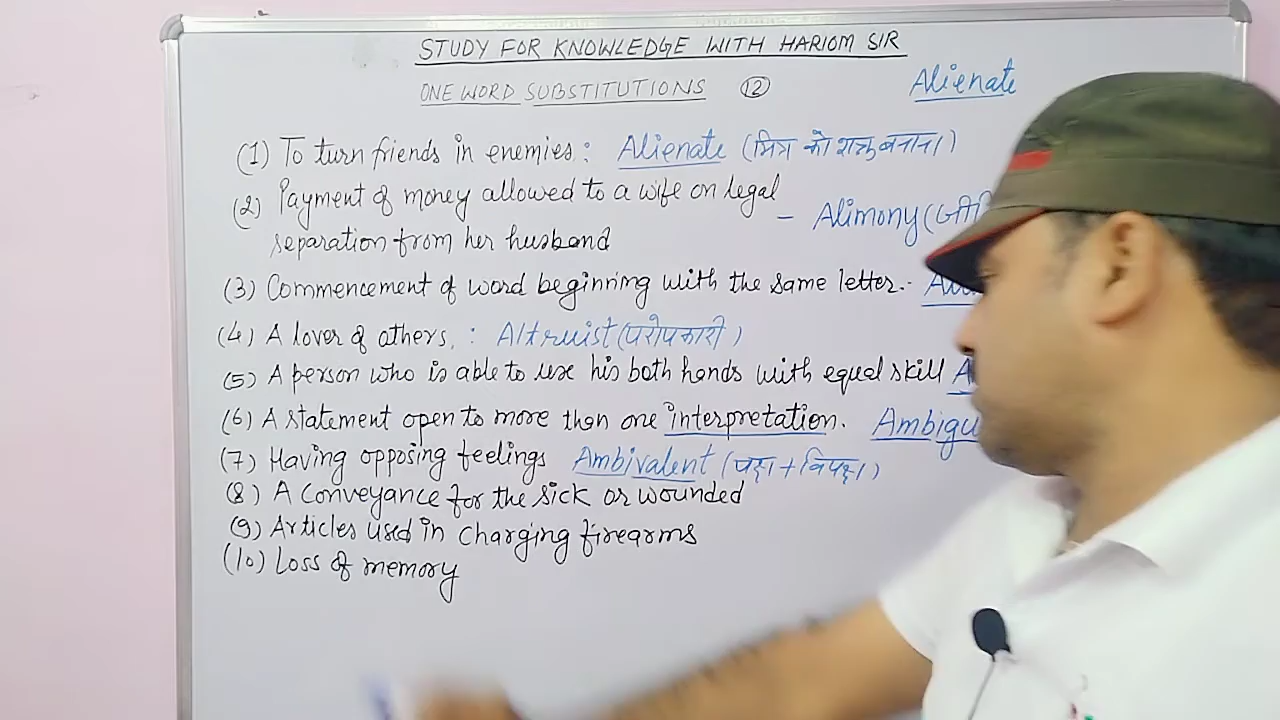 STUDY FOR KNOWLEDGE WITH HARIOM SIR
ONE WORD SUBSTITUTIONS (12)
Alienate
(1) To turn friends in enemies : Alienate (मित्र को शत्रु बनाना)
(2) Payment of money allowed to a wife on legal
separation from her husband - Alimony (
(3) Commencement of word beginning with the same letter.-
(4) A lover of others. : Altruist (परोपकारी)
(5) A person who is able to use his both hands with equal skill
(6) A statement open to more than one interpretation. Ambigu
(7) Having opposing feelings Ambivalent (पक्ष + विपक्ष)
(8) A Conveyance for the sick or wounded
(9) Articles used in charging firearms
(10) Loss of memory